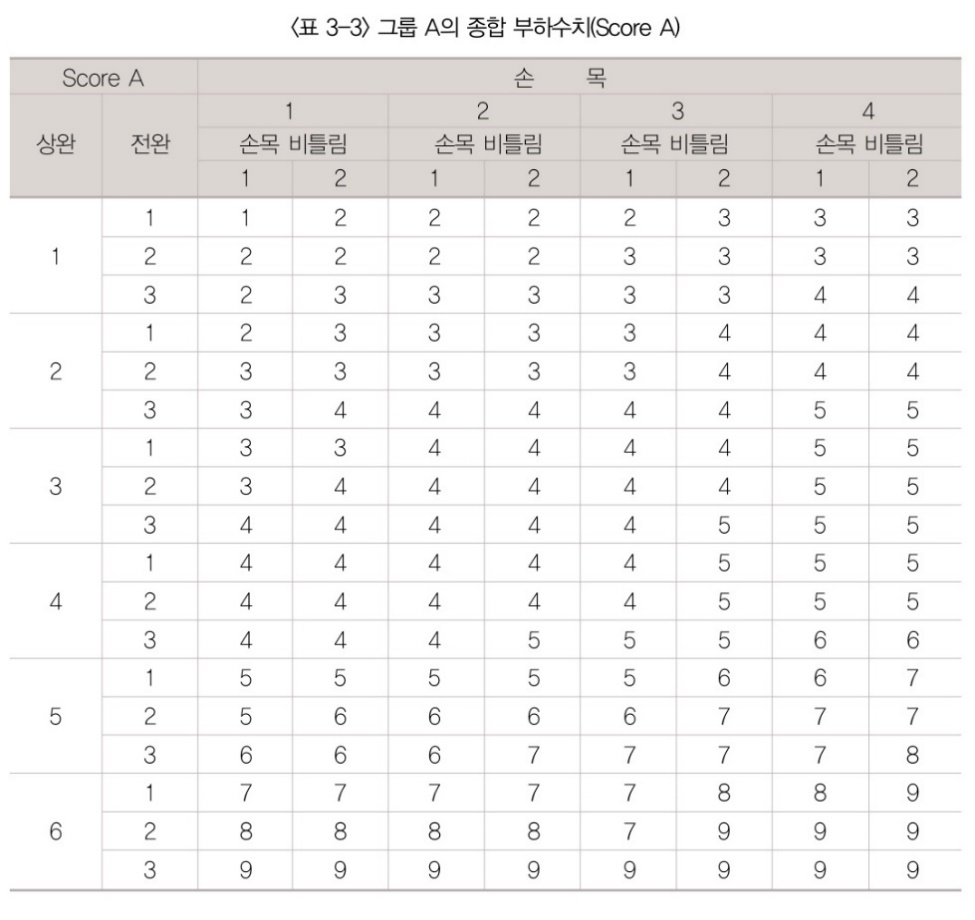 〈표 3-3〉 그룹 A의 종합 부하수치(Score A)
Score A 손 목
상완 전완 1 2 3 4
손목 비틀림 손목 비틀림 손목 비틀림 손목 비틀림
1 2 1 2 1 2 1 2
1 1 1 2 2 2 2 3 3 3
2 2 2 2 2 3 3 3 3
3 2 3 3 3 3 3 4 4
2 1 2 3 3 3 3 4 4 4
2 3 3 3 3 3 4 4 4
3 3 4 4 4 4 4 5 5
3 1 3 3 4 4 4 4 5 5
2 3 4 4 4 4 4 5 5
3 4 4 4 4 4 5 5 5
4 1 4 4 4 4 4 5 5 5
2 4 4 4 4 4 5 5 5
3 4 4 4 5 5 5 6 6
5 1 5 5 5 5 5 6 6 7
2 5 6 6 6 6 7 7 7
3 6 6 6 7 7 7 7 8
6 1 7 7 7 7 7 8 8 9
2 8 8 8 8 7 9 9 9
3 9 9 9 9 9 9 9 9